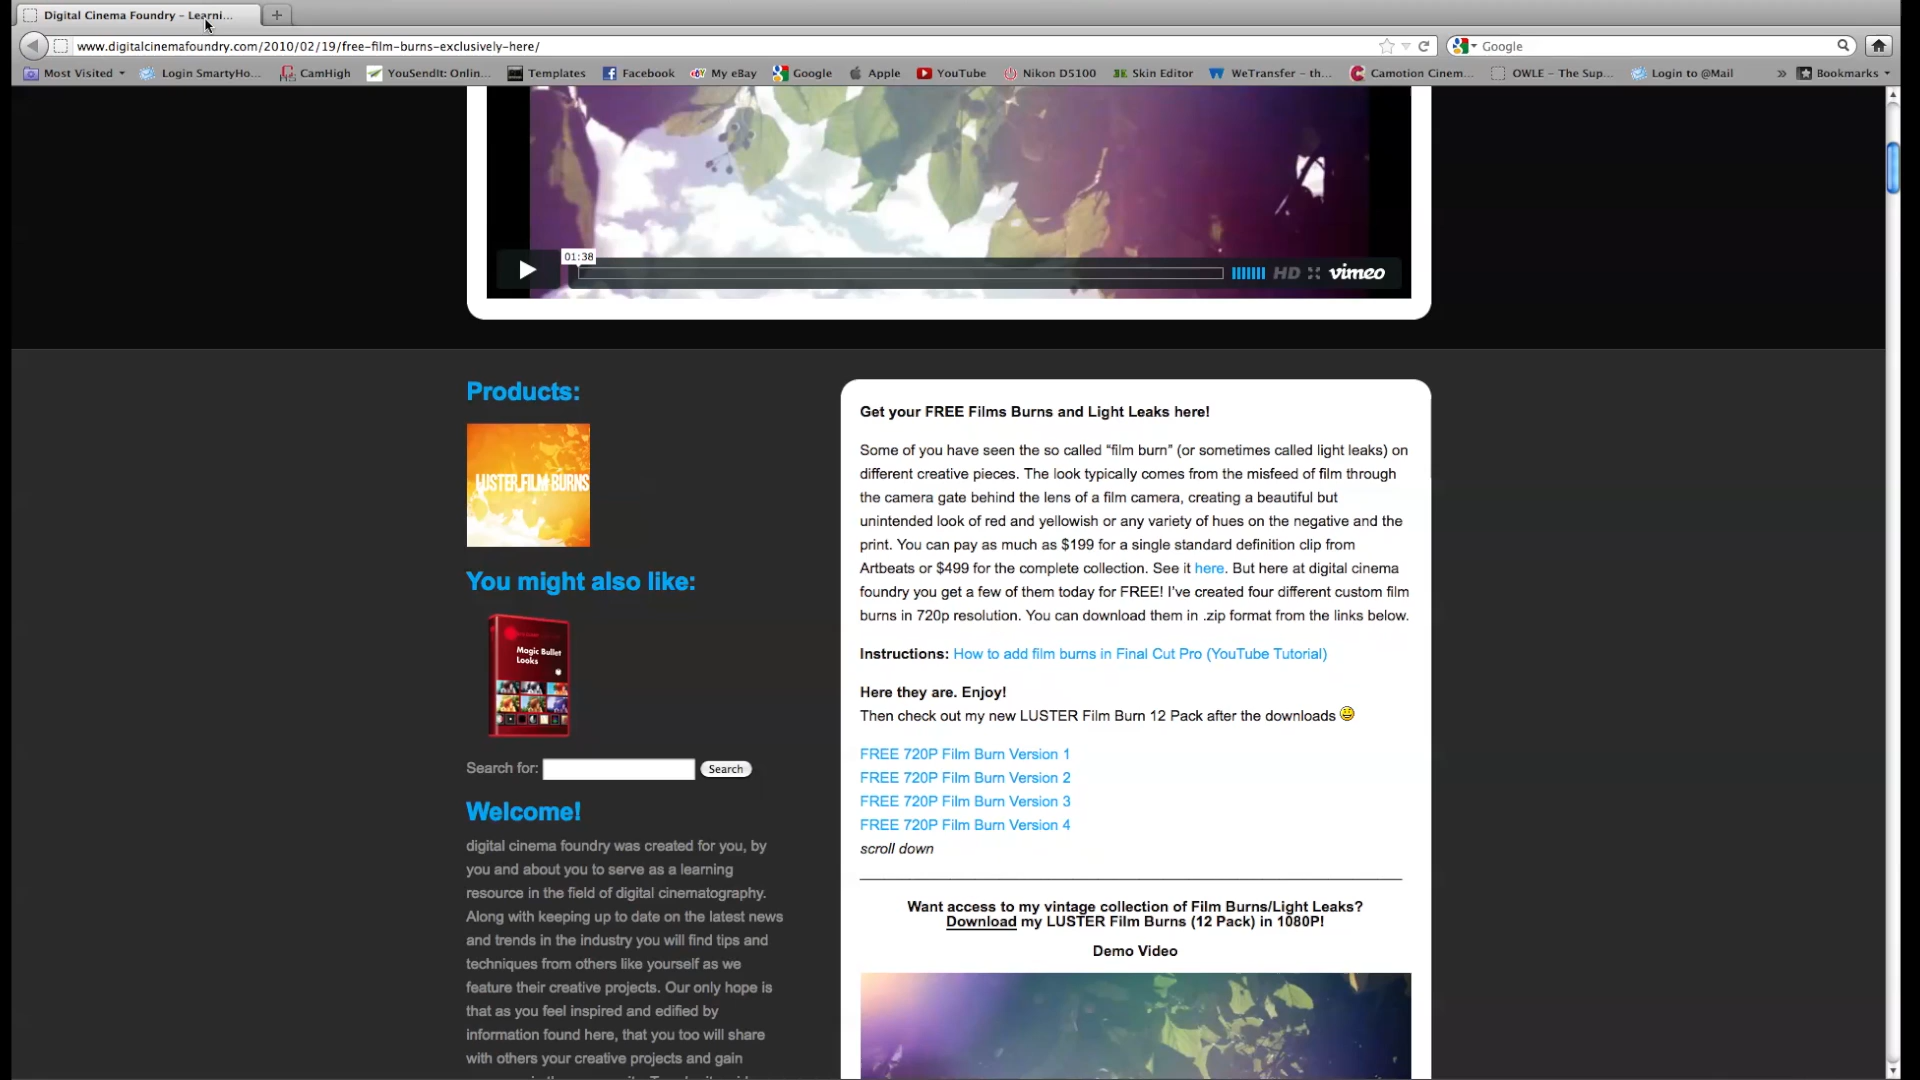 Digital Cinema Foundry – Learni...
www.digitalcinemafoundry.com/2010/02/19/free-film-burns-exclusively-here/
Google
Most Visited
Login SmartyHo...
CamHigh
YouSendIt: Onlin...
Templates
Facebook
My eBay
Google
Apple
YouTube
Nikon D5100
Skin Editor
WeTransfer – th...
Camotion Cinem...
OWLE – The Sup...
Login to @Mail
»
Bookmarks
01:38
HD
vimeo
Products:
LUSTER FILM BURNS
You might also like:
Magic Bullet
Looks
Search for:
Search
Welcome!
digital cinema foundry was created for you, by
you and about you to serve as a learning
resource in the field of digital cinematography.
Along with keeping up to date on the latest news
and trends in the industry you will find tips and
techniques from others like yourself as we
feature their creative projects. Our only hope is
that as you feel inspired and edified by
information found here, that you too will share
with others your creative projects and gain
Get your FREE Films Burns and Light Leaks here!
Some of you have seen the so called “film burn” (or sometimes called light leaks) on
different creative pieces. The look typically comes from the misfeed of film through
the camera gate behind the lens of a film camera, creating a beautiful but
unintended look of red and yellowish or any variety of hues on the negative and the
print. You can pay as much as $199 for a single standard definition clip from
Artbeats or $499 for the complete collection. See it here. But here at digital cinema
foundry you get a few of them today for FREE! I've created four different custom film
burns in 720p resolution. You can download them in .zip format from the links below.
Instructions: How to add film burns in Final Cut Pro (YouTube Tutorial)
Here they are. Enjoy!
Then check out my new LUSTER Film Burn 12 Pack after the downloads
FREE 720P Film Burn Version 1
FREE 720P Film Burn Version 2
FREE 720P Film Burn Version 3
FREE 720P Film Burn Version 4
scroll down
Want access to my vintage collection of Film Burns/Light Leaks?
Download my LUSTER Film Burns (12 Pack) in 1080P!
Demo Video